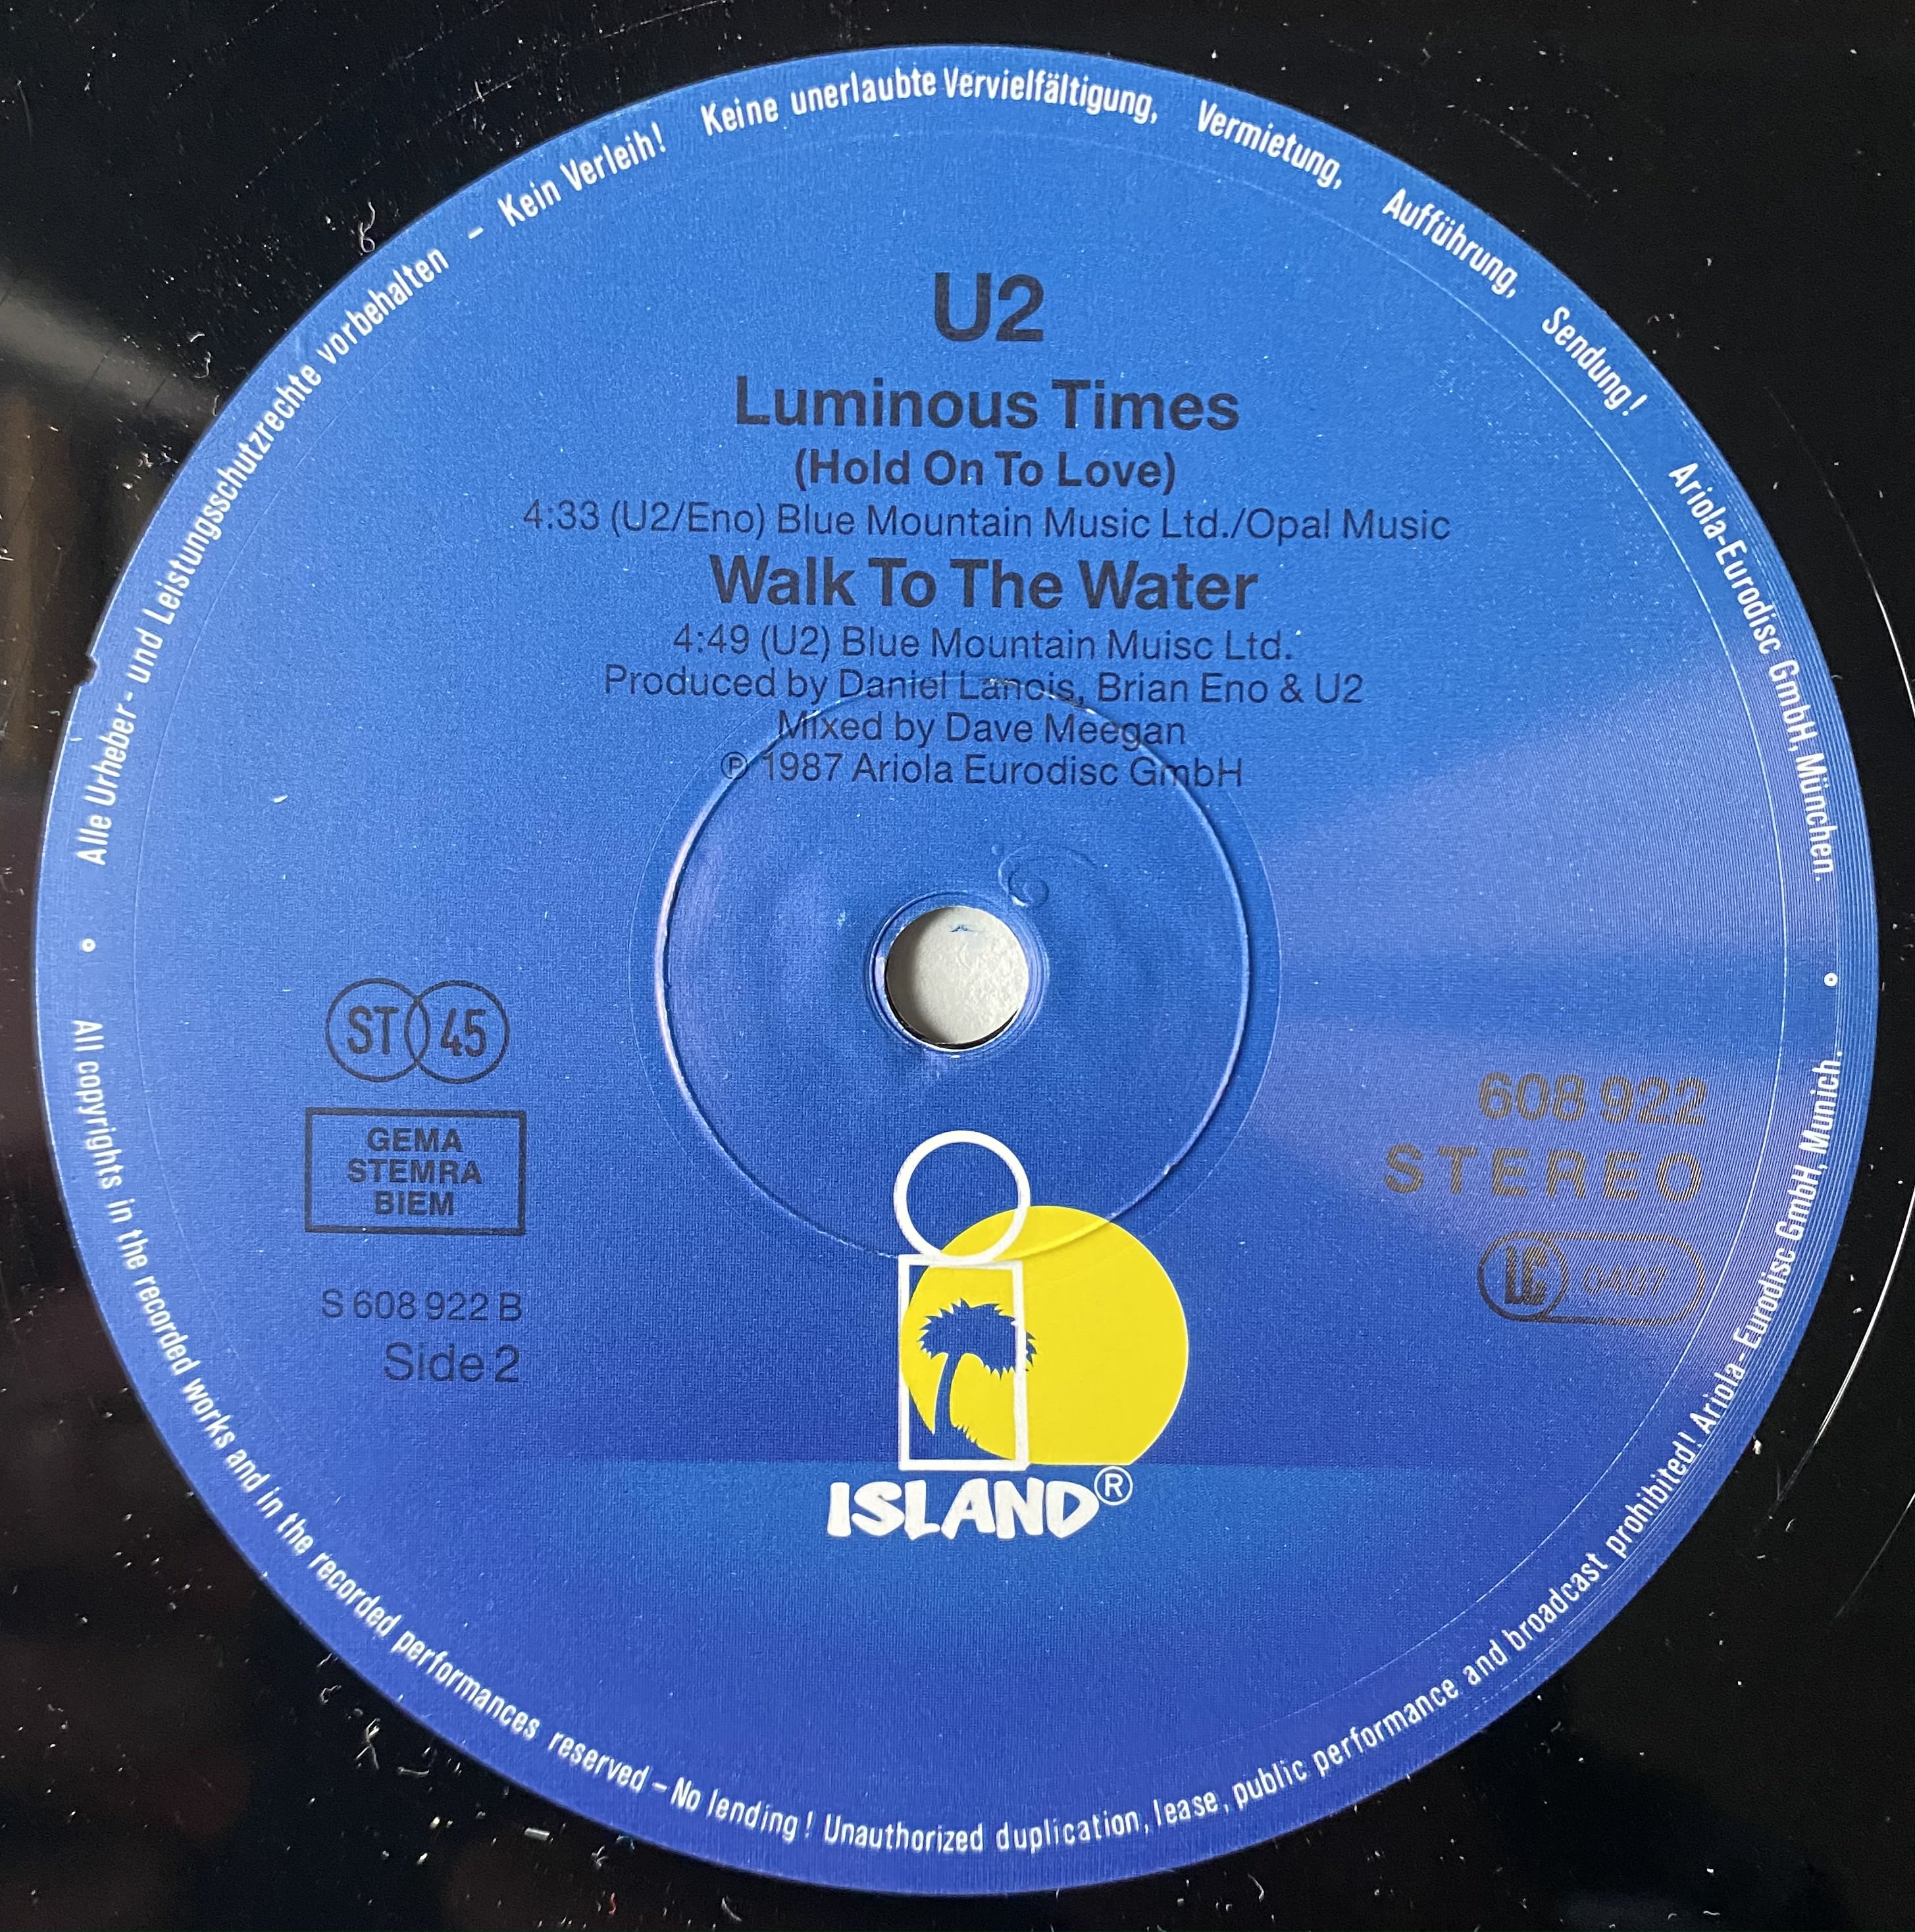 Alle Urheber- und Leistungsschutzrechte vorbehalten – Kein Verleih! Keine unerlaubte Vervielfältigung, Vermietung, Aufführung, Sendung! Ariola-Eurodisc GmbH, München.
U2
Luminous Times
(Hold On To Love)
4:33 (U2/Eno) Blue Mountain Music Ltd./Opal Music
Walk To The Water
4:49 (U2) Blue Mountain Muisc Ltd.
Produced by Daniel Lanois, Brian Eno & U2
Mixed by Dave Meegan
℗ 1987 Ariola Eurodisc GmbH
ST 45
GEMA
STEMRA
BIEM
S 608 922 B
Side 2
608 922
STEREO
LC 0407
ISLAND®
All copyrights in the recorded works and in the recorded performances reserved – No lending! Unauthorized duplication, lease, public performance and broadcast prohibited! Ariola-Eurodisc GmbH, Munich.